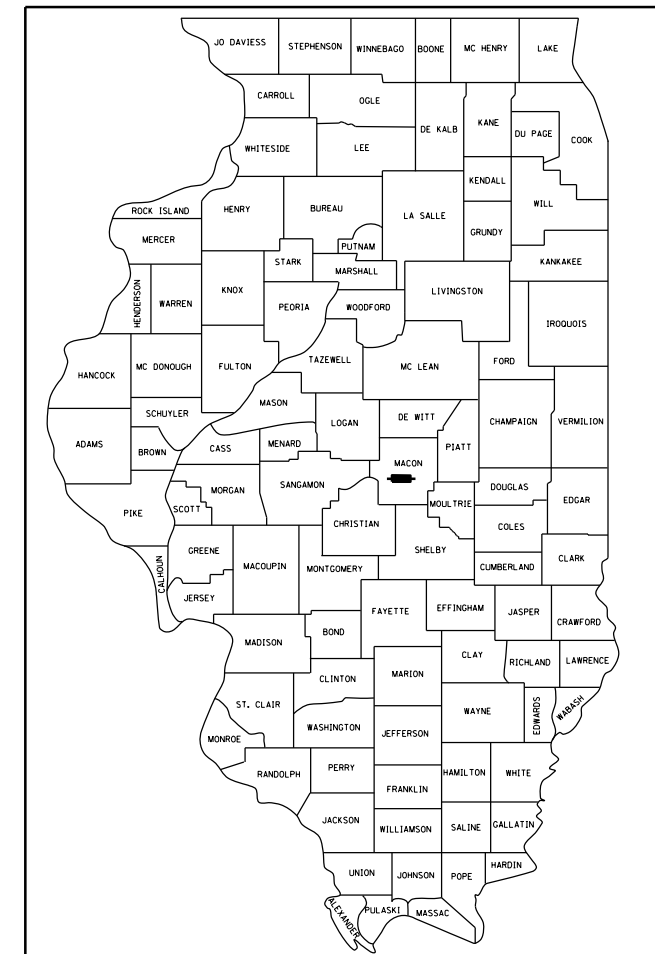 JO DAVIESS
STEPHENSON
WINNEBAGO
BOONE
MC HENRY
LAKE
CARROLL
OGLE
DE KALB
KANE
DU PAGE
COOK
WHITESIDE
LEE
KENDALL
WILL
ROCK ISLAND
HENRY
BUREAU
LA SALLE
GRUNDY
MERCER
PUTNAM
KANKAKEE
STARK
MARSHALL
HENDERSON
WARREN
KNOX
PEORIA
WOODFORD
LIVINGSTON
IROQUOIS
HANCOCK
MC DONOUGH
FULTON
TAZEWELL
MC LEAN
FORD
MASON
SCHUYLER
LOGAN
DE WITT
CHAMPAIGN
VERMILION
ADAMS
BROWN
CASS
MENARD
PIATT
MACON
MORGAN
SANGAMON
DOUGLAS
EDGAR
PIKE
SCOTT
MOULTRIE
CHRISTIAN
COLES
GREENE
MACOUPIN
MONTGOMERY
SHELBY
CUMBERLAND
CLARK
CALHOUN
JERSEY
FAYETTE
EFFINGHAM
JASPER
CRAWFORD
MADISON
BOND
CLAY
RICHLAND
LAWRENCE
CLINTON
MARION
ST. CLAIR
WAYNE
EDWARDS
WABASH
MONROE
WASHINGTON
JEFFERSON
RANDOLPH
PERRY
HAMILTON
WHITE
FRANKLIN
JACKSON
WILLIAMSON
SALINE
GALLATIN
UNION
JOHNSON
POPE
HARDIN
ALEXANDER
PULASKI
MASSAC